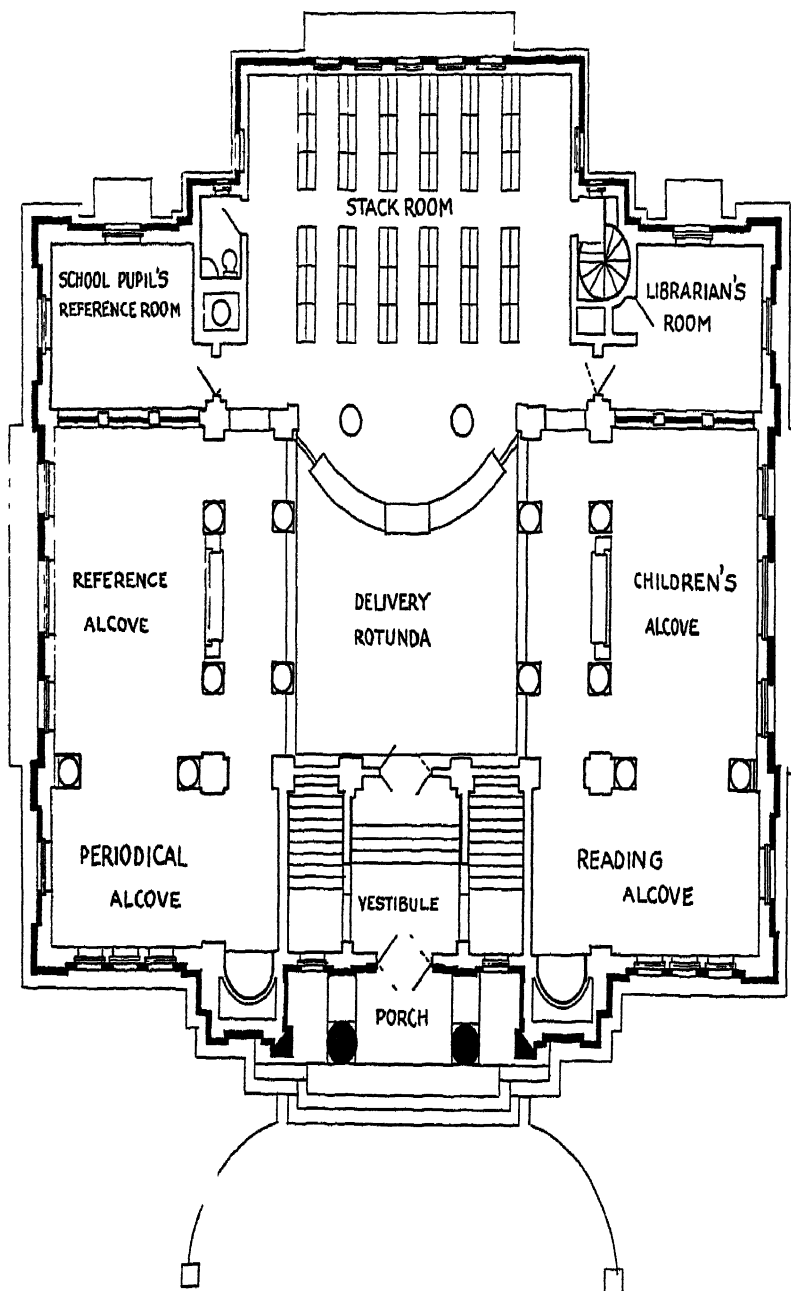 STACK ROOM
SCHOOL PUPIL'S
REFERENCE ROOM
LIBRARIAN'S
ROOM
REFERENCE
ALCOVE
DELIVERY
ROTUNDA
CHILDREN'S
ALCOVE
PERIODICAL
ALCOVE
VESTIBULE
READING
ALCOVE
PORCH